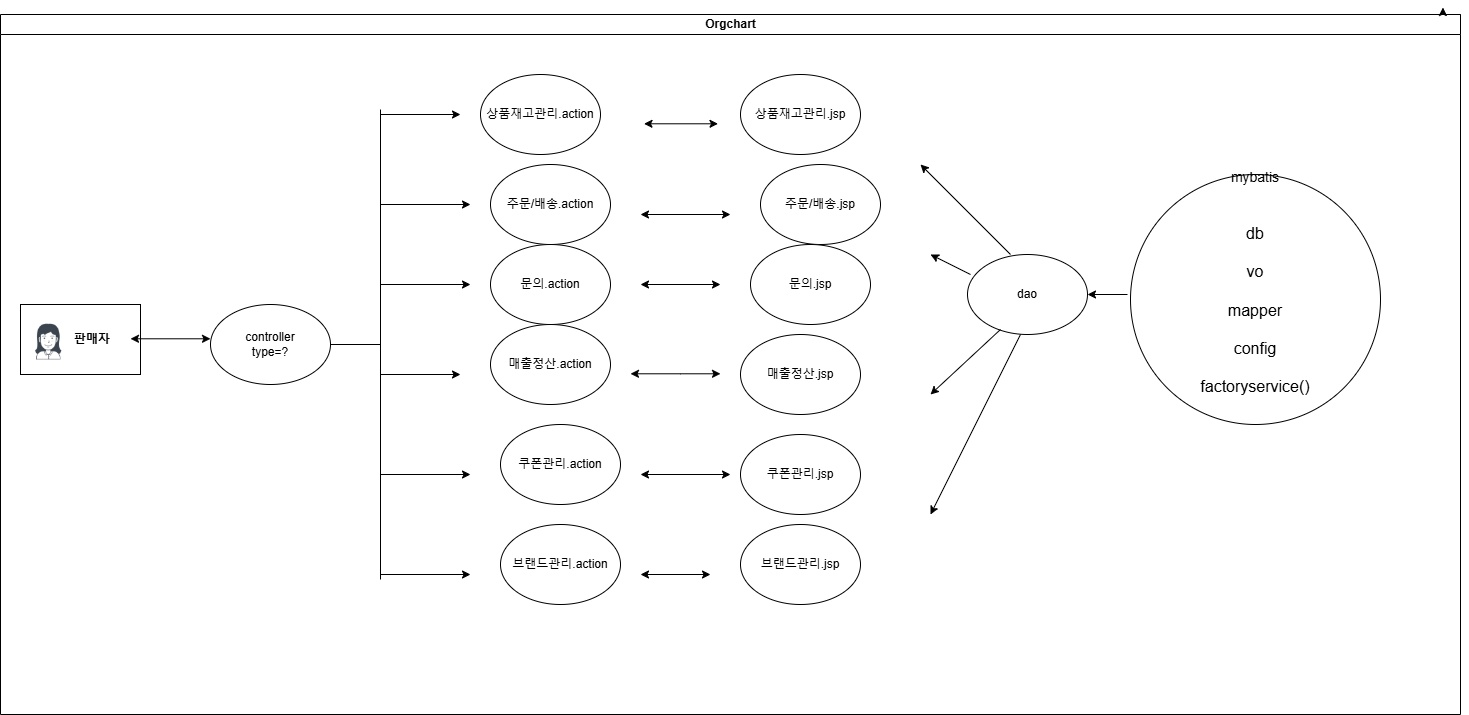 Orgchart
상품재고관리.action
상품재고관리.jsp
주문/배송.action
주문/배송.jsp
문의.action
문의.jsp
판매자
controller
type=?
매출정산.action
매출정산.jsp
쿠폰관리.action
쿠폰관리.jsp
브랜드관리.action
브랜드관리.jsp
dao
mybatis
db
vo
mapper
config
factoryservice()